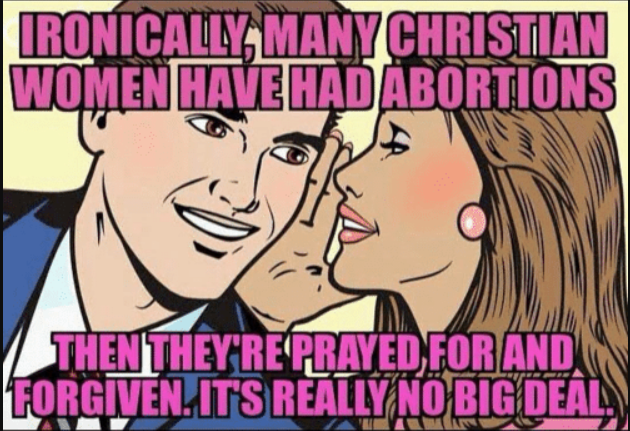 IRONICALLY, MANY CHRISTIAN
WOMEN HAVE HAD ABORTIONS
THEN THEY'RE PRAYED FOR AND
FORGIVEN. IT'S REALLY NO BIG DEAL.